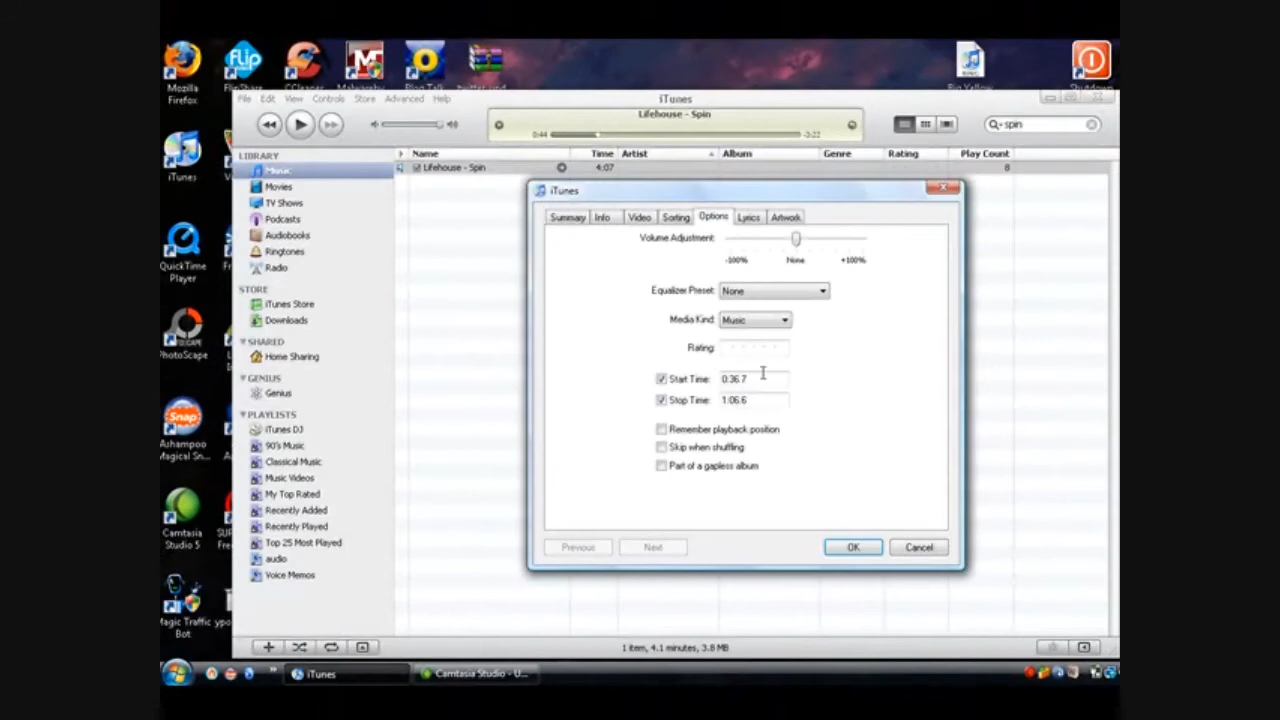 Mozilla Firefox
CCleaner
iTunes
QuickTime Player
PhotoScape
Ashampoo Magical Sn...
Camtasia Studio 5
Magic Traffic Bot
File Edit View Controls Store Advanced Help
iTunes
Lifehouse - Spin
0:44
-3:22
spin
LIBRARY
Music
Movies
TV Shows
Podcasts
Audiobooks
Ringtones
Radio
STORE
iTunes Store
Downloads
SHARED
Home Sharing
GENIUS
Genius
PLAYLISTS
iTunes DJ
90's Music
Classical Music
Music Videos
My Top Rated
Recently Added
Recently Played
Top 25 Most Played
audio
Voice Memos
Name Time Artist Album Genre Rating Play Count
Lifehouse - Spin 4:07 8
iTunes
Summary Info Video Sorting Options Lyrics Artwork
Volume Adjustment:
-100% None +100%
Equalizer Preset: None
Media Kind: Music
Rating:
Start Time: 0:36.7
Stop Time: 1:06.6
Remember playback position
Skip when shuffling
Part of a gapless album
Previous Next OK Cancel
1 item, 4.1 minutes, 3.8 MB
iTunes
Camtasia Studio - U...